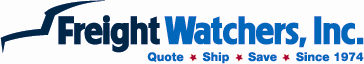 Freight Watchers, Inc.
Quote ★ Ship ★ Save ★ Since 1974